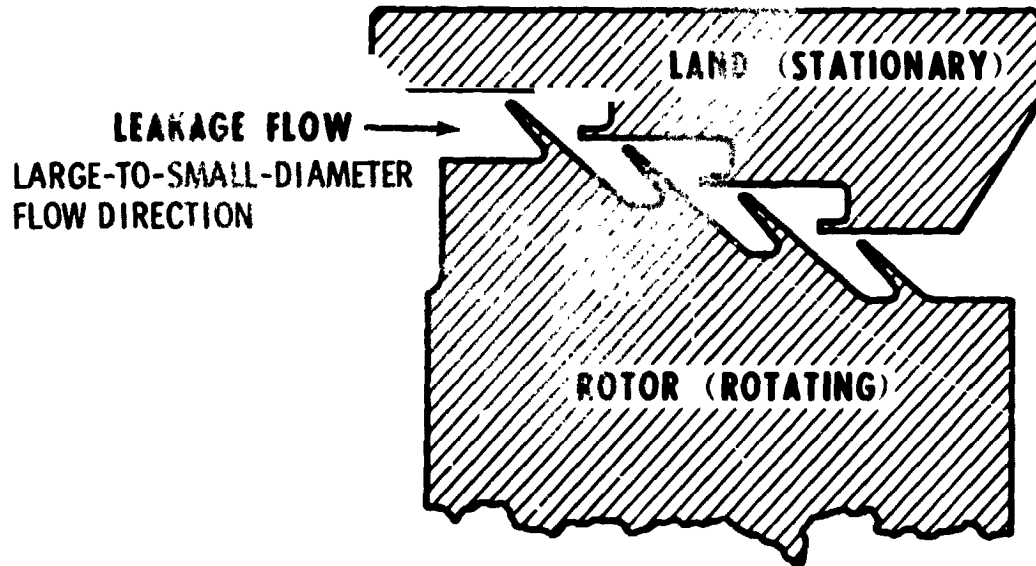 LAND (STATIONARY)
LEAKAGE FLOW
LARGE-TO-SMALL-DIAMETER
FLOW DIRECTION
ROTOR (ROTATING)